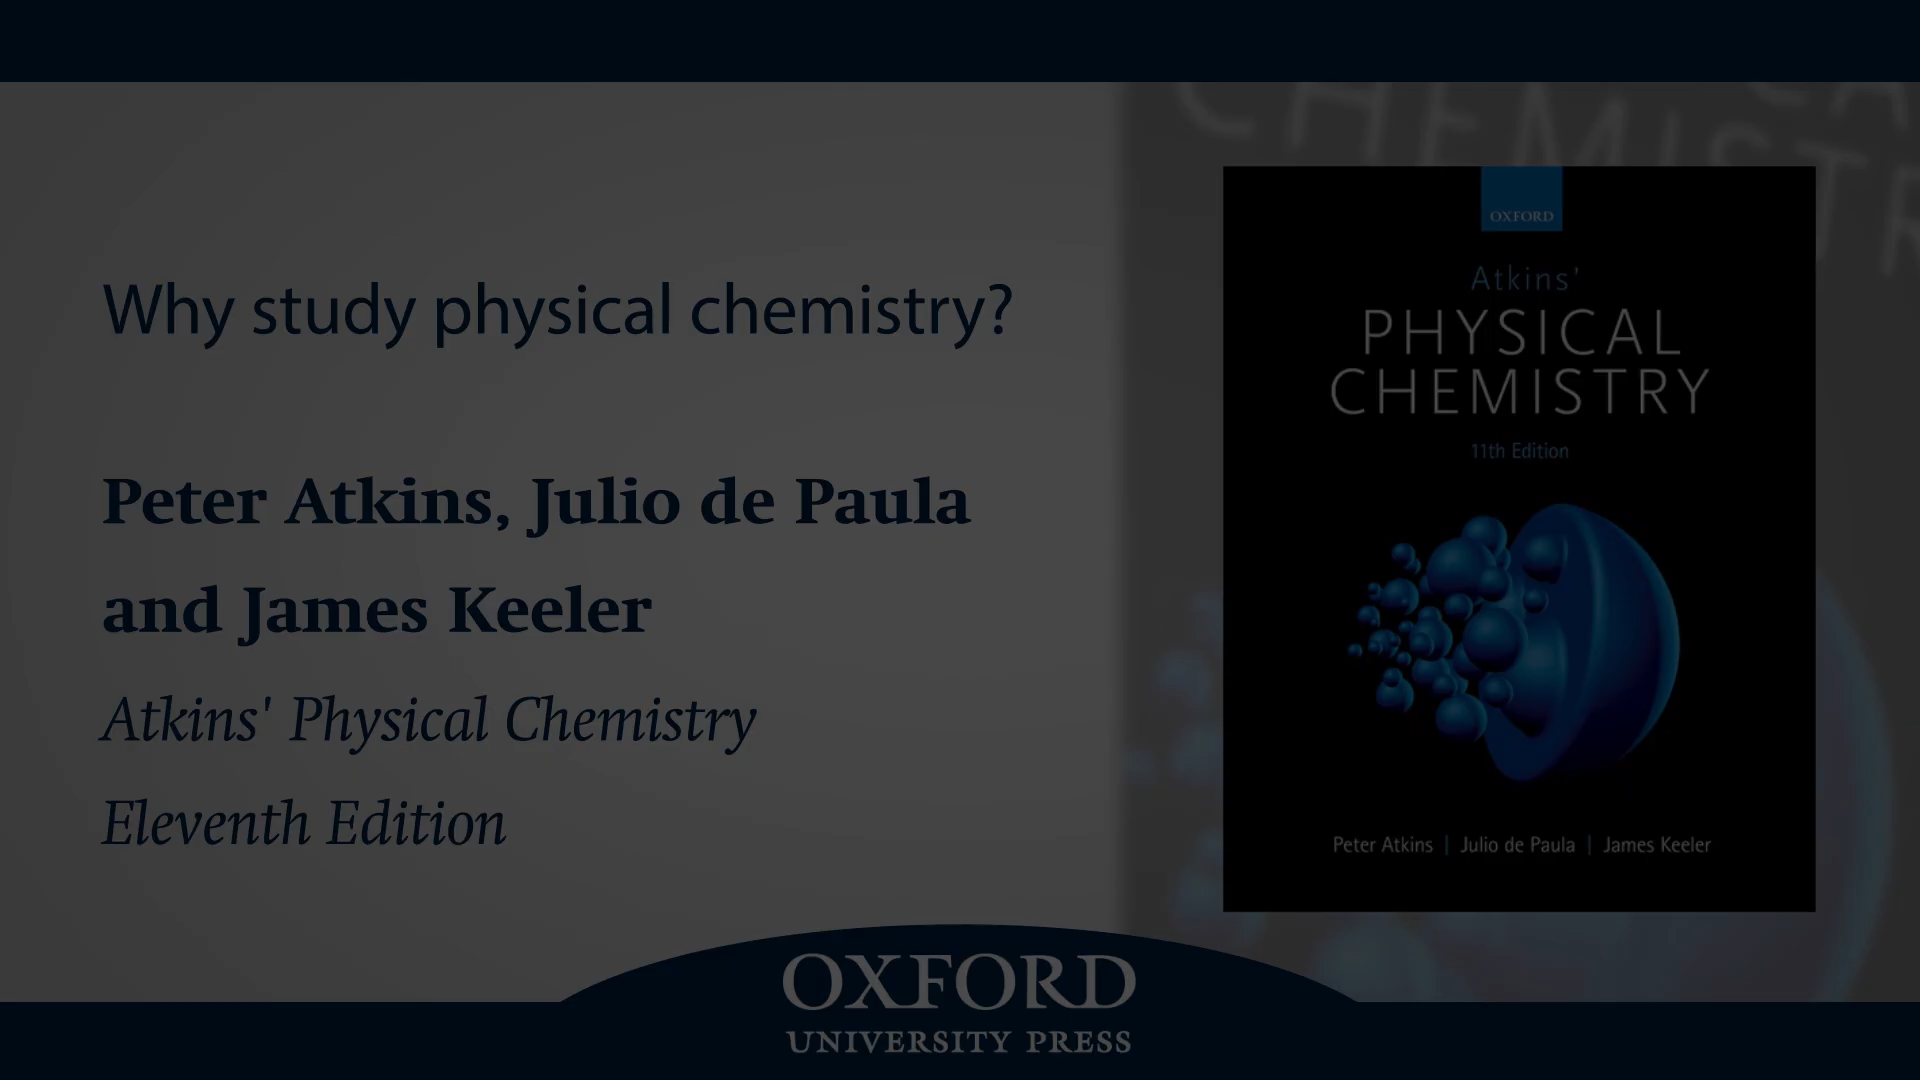 Why study physical chemistry?
Peter Atkins, Julio de Paula
and James Keeler
Atkins' Physical Chemistry
Eleventh Edition
OXFORD
Atkins'
PHYSICAL
CHEMISTRY
11th Edition
Peter Atkins | Julio de Paula | James Keeler
OXFORD
UNIVERSITY PRESS